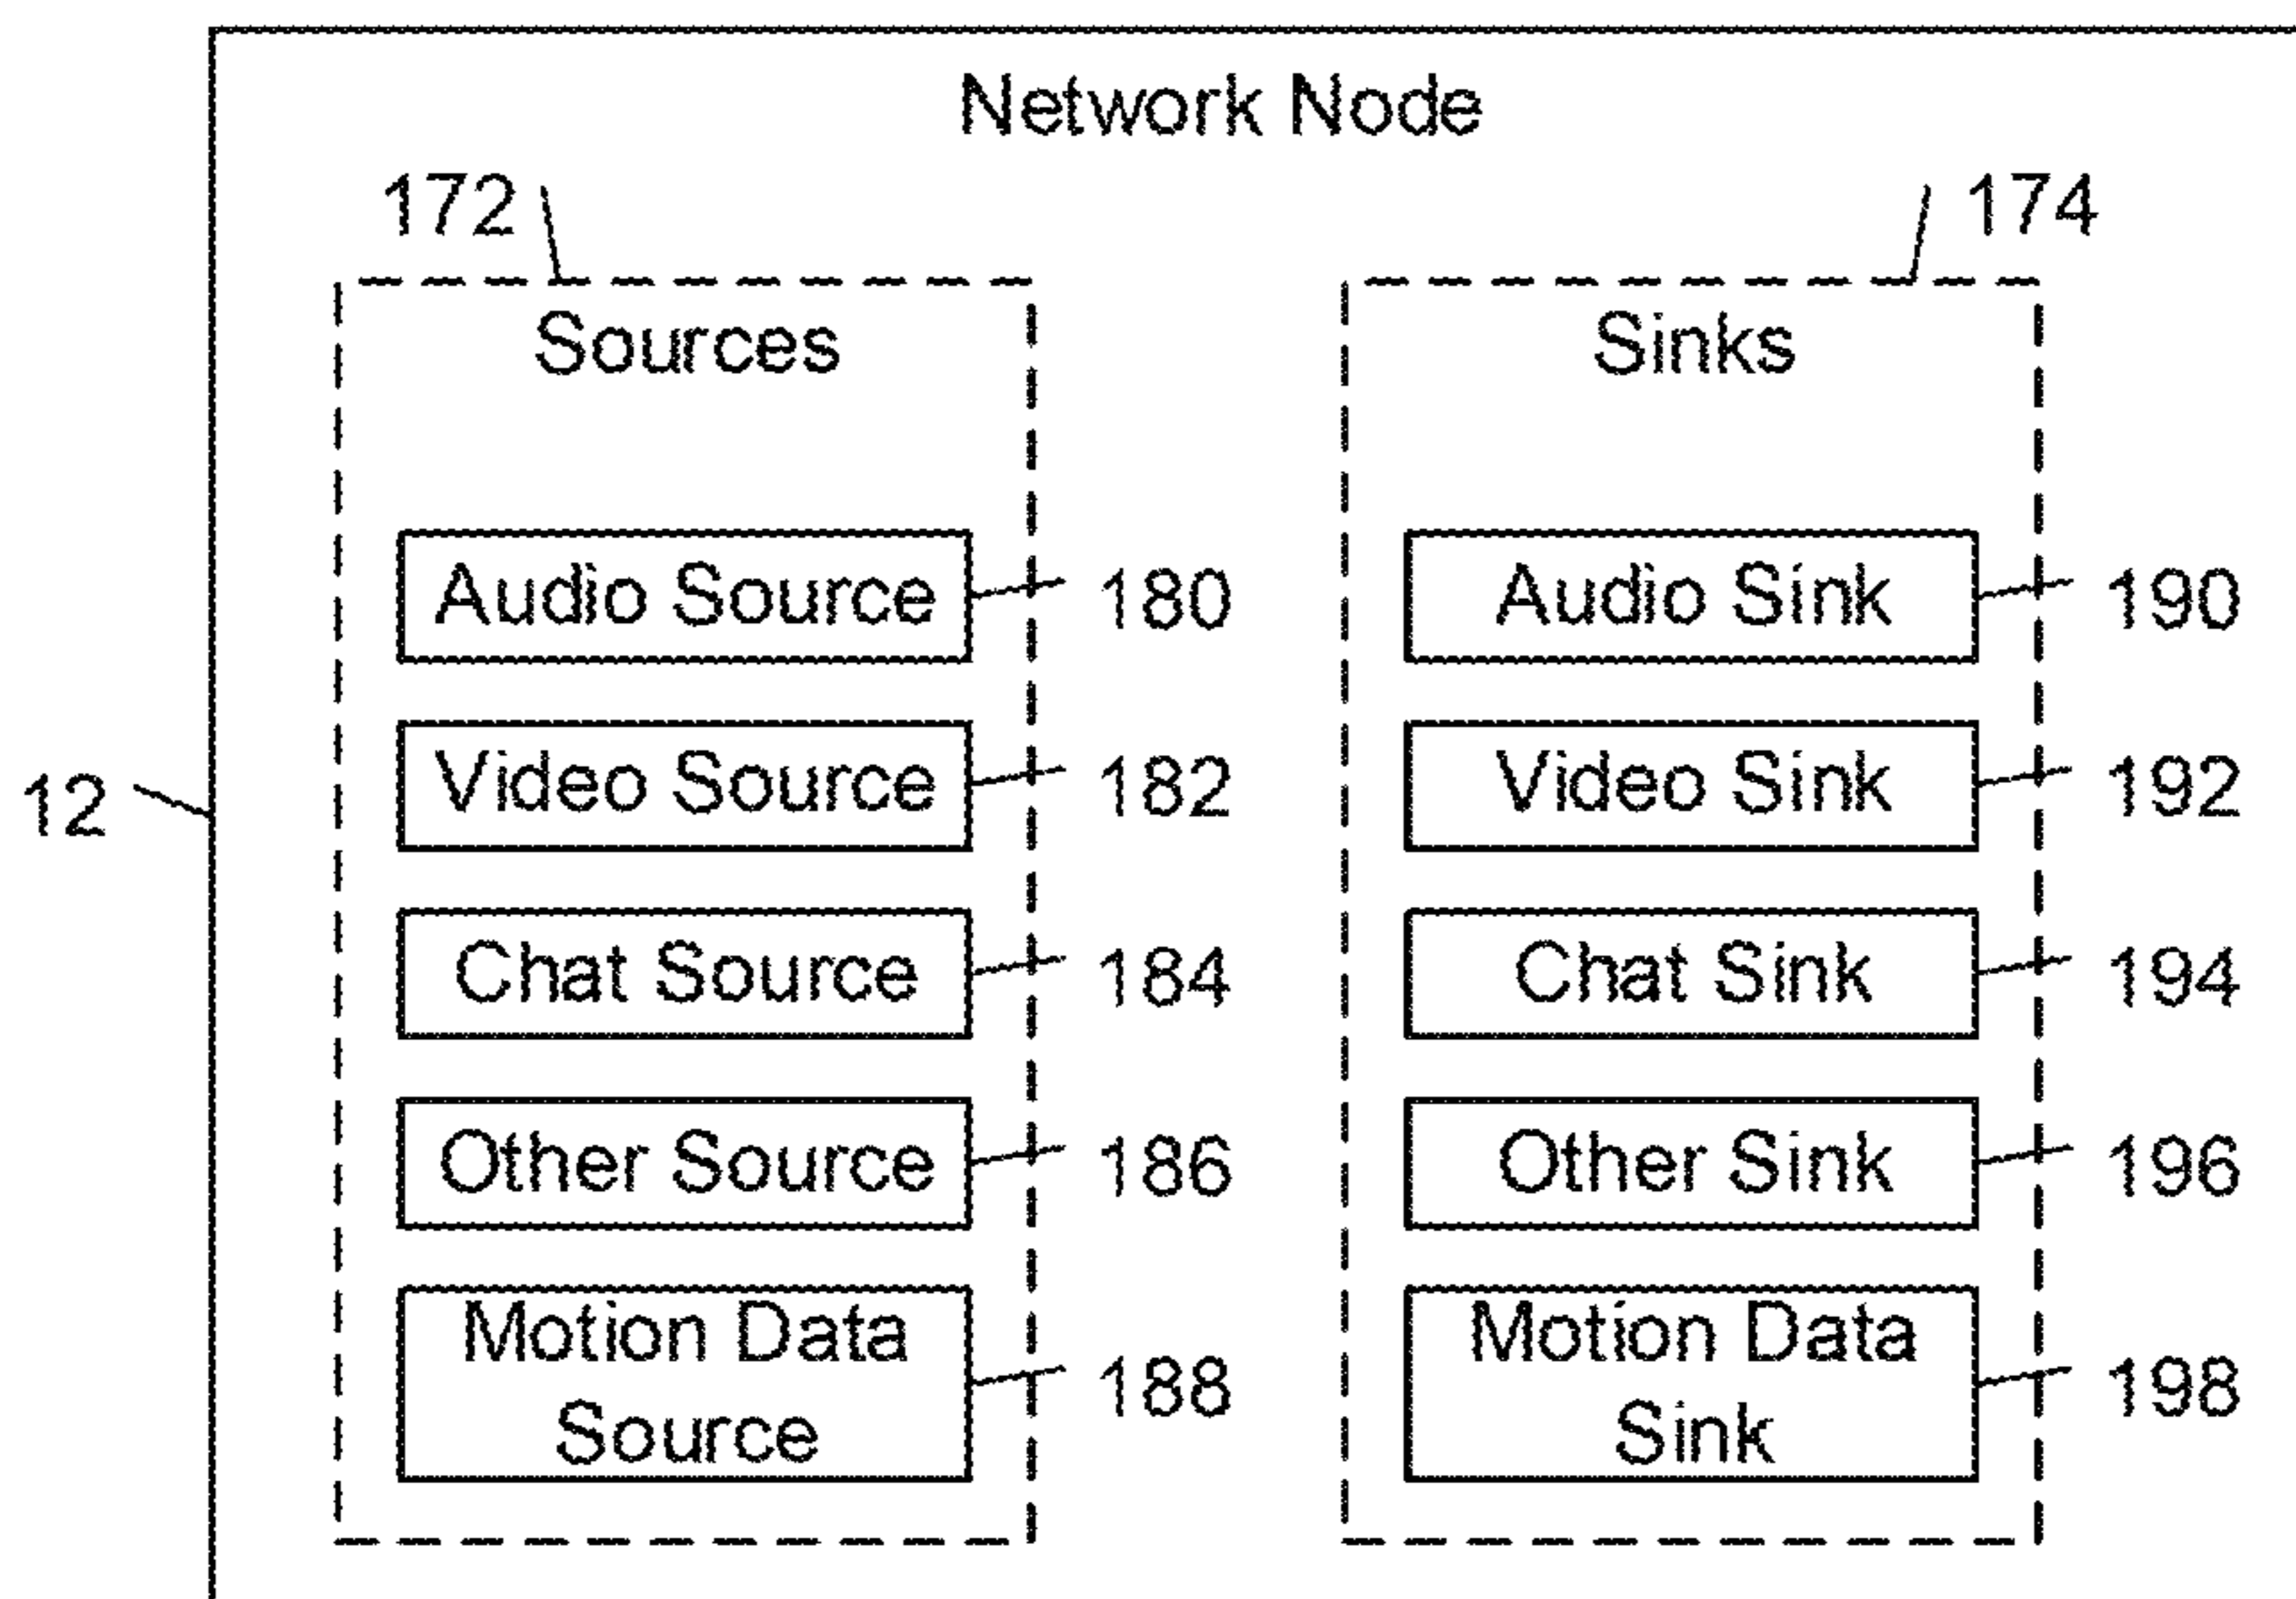 Network Node
172
174
Sources
Sinks
Audio Source
180
Audio Sink
190
12
Video Source
182
Video Sink
192
Chat Source
184
Chat Sink
194
Other Source
186
Other Sink
196
Motion Data
Source
188
Motion Data
Sink
198